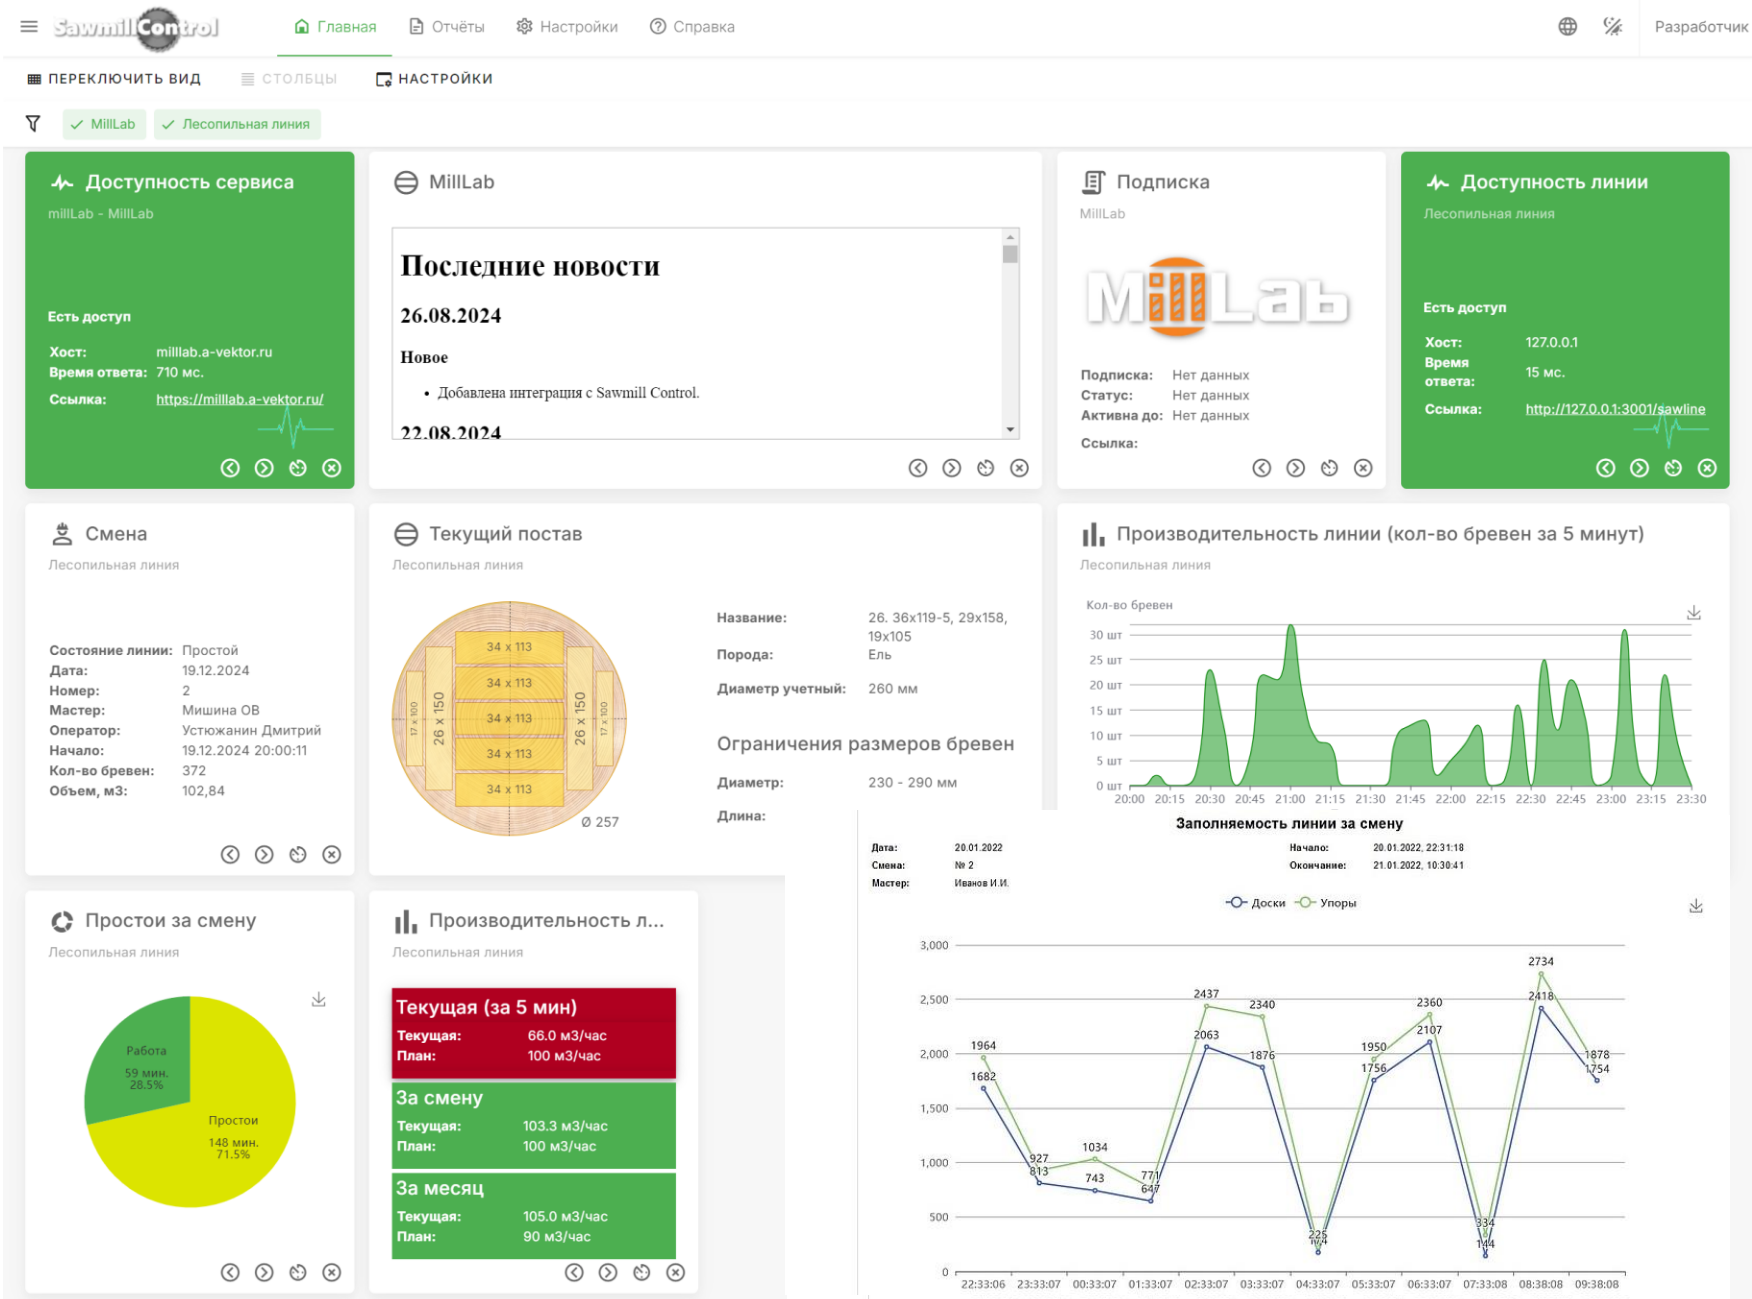 SawmillControl
Главная
Отчёты
Настройки
Справка
Разработчик
ПЕРЕКЛЮЧИТЬ ВИД
СТОЛБЦЫ
НАСТРОЙКИ
MillLab
Лесопильная линия
Доступность сервиса
millLab - MillLab
Есть доступ
Хост: milllab.a-vektor.ru
Время ответа: 710 мс.
Ссылка: https://milllab.a-vektor.ru/
MillLab
Последние новости
26.08.2024
Новое
• Добавлена интеграция с Sawmill Control.
22.08.2024
Подписка
MillLab
MillLab
Подписка: Нет данных
Статус: Нет данных
Активна до: Нет данных
Ссылка:
Доступность линии
Лесопильная линия
Есть доступ
Хост: 127.0.0.1
Время
ответа: 15 мс.
Ссылка: http://127.0.0.1:3001/sawline
Смена
Лесопильная линия
Состояние линии: Простой
Дата: 19.12.2024
Номер: 2
Мастер: Мишина ОВ
Оператор: Устюжанин Дмитрий
Начало: 19.12.2024 20:00:11
Кол-во бревен: 372
Объем, м3: 102,84
Текущий постав
Лесопильная линия
34 x 113
34 x 113
34 x 113
34 x 113
34 x 113
17 x 100
26 x 150
26 x 150
17 x 100
Ø 257
Название: 26. 36x119-5, 29x158,
19x105
Порода: Ель
Диаметр учетный: 260 мм
Ограничения размеров бревен
Диаметр: 230 - 290 мм
Длина:
Производительность линии (кол-во бревен за 5 минут)
Лесопильная линия
Кол-во бревен
30 шт
25 шт
20 шт
15 шт
10 шт
5 шт
0 шт
20:00 20:15 20:30 20:45 21:00 21:15 21:30 21:45 22:00 22:15 22:30 22:45 23:00 23:15 23:30
Простои за смену
Лесопильная линия
Работа
59 мин.
28.5%
Простои
148 мин.
71.5%
Производительность л...
Лесопильная линия
Текущая (за 5 мин)
Текущая: 66.0 м3/час
План: 100 м3/час
За смену
Текущая: 103.3 м3/час
План: 100 м3/час
За месяц
Текущая: 105.0 м3/час
План: 90 м3/час
Заполняемость линии за смену
Дата: 20.01.2022 Начало: 20.01.2022, 22:31:18
Смена: № 2 Окончание: 21.01.2022, 10:30:41
Мастер: Иванов И.И.
Доски Упоры
3,000
2,500
2,000
1,500
1,000
500
0
1964 927 1034 771 2437 2340 225 1950 2360 334 2734 1878
1682 813 743 647 2063 1876 1756 2107 144 2418 1754
22:33:06 23:33:07 00:33:07 01:33:07 02:33:07 03:33:07 04:33:07 05:33:07 06:33:07 07:33:08 08:38:08 09:38:08